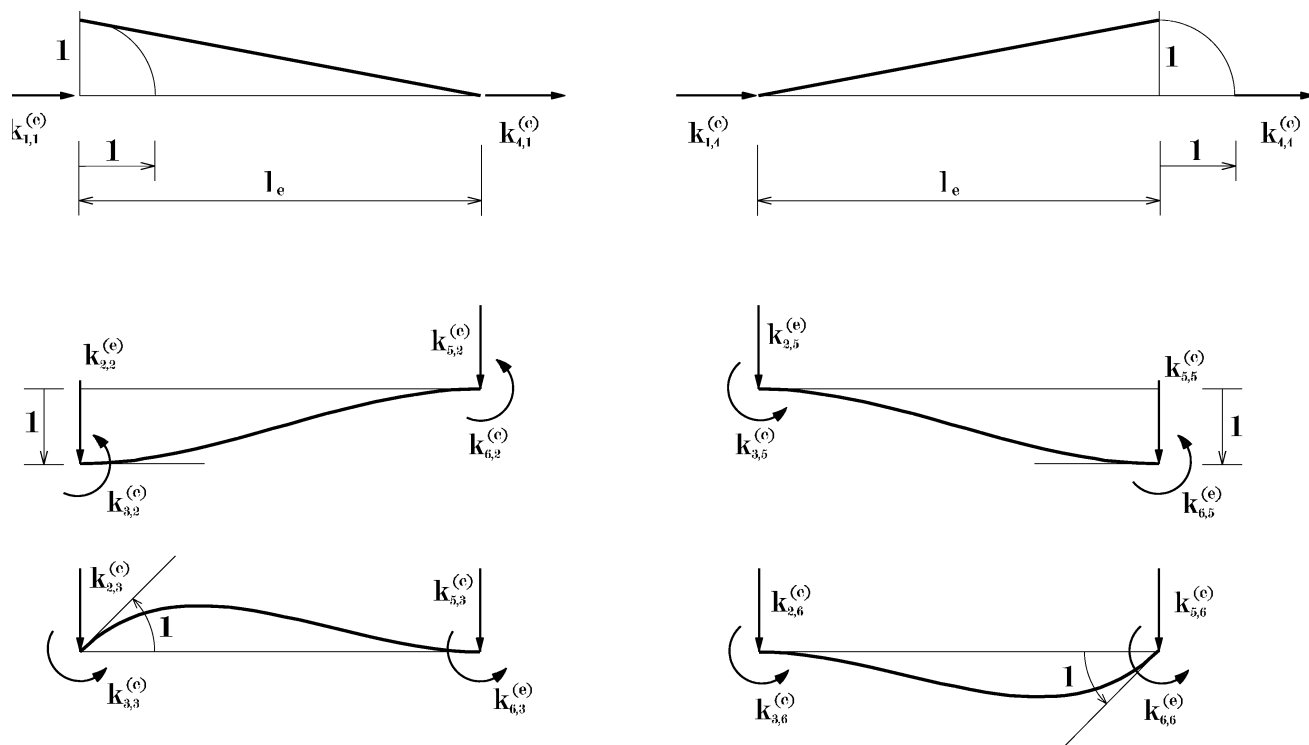 1
1
k₁,₁⁽ᵉ⁾
k₄,₁⁽ᵉ⁾
k₁,₄⁽ᵉ⁾
k₄,₄⁽ᵉ⁾
1
1
lₑ
lₑ
k₂,₅⁽ᵉ⁾
k₅,₂⁽ᵉ⁾
k₂,₂⁽ᵉ⁾
k₅,₅⁽ᵉ⁾
1
1
k₆,₂⁽ᵉ⁾
k₃,₅⁽ᵉ⁾
k₃,₂⁽ᵉ⁾
k₆,₅⁽ᵉ⁾
k₂,₃⁽ᵉ⁾
k₅,₃⁽ᵉ⁾
k₂,₆⁽ᵉ⁾
k₅,₆⁽ᵉ⁾
1
1
k₃,₃⁽ᵉ⁾
k₆,₃⁽ᵉ⁾
k₃,₆⁽ᵉ⁾
k₆,₆⁽ᵉ⁾